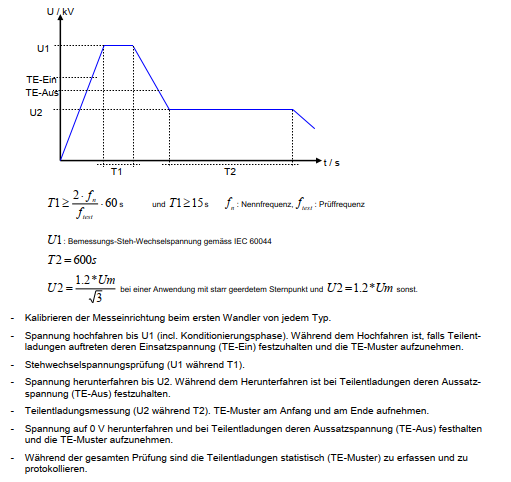 U / kV
U1
TE-Ein
TE-Aus
U2
t / s
T1
T2
T1 ≥ 2 · fn / ftest · 60 s und T1 ≥ 15 s fn : Nennfrequenz, ftest : Prüffrequenz
U1 : Bemessungs-Steh-Wechselspannung gemäss IEC 60044
T2 = 600s
U2 = 1.2 * Um / √3 bei einer Anwendung mit starr geerdetem Sternpunkt und U2 = 1.2 * Um sonst.
- Kalibrieren der Messeinrichtung beim ersten Wandler von jedem Typ.
- Spannung hochfahren bis U1 (incl. Konditionierungsphase). Während dem Hochfahren ist, falls Teilent-
ladungen auftreten deren Einsatzspannung (TE-Ein) festzuhalten und die TE-Muster aufzunehmen.
- Stehwechselspannungsprüfung (U1 während T1).
- Spannung herunterfahren bis U2. Während dem Herunterfahren ist bei Teilentladungen deren Aussatz-
spannung (TE-Aus) festzuhalten.
- Teilentladungsmessung (U2 während T2). TE-Muster am Anfang und am Ende aufnehmen.
- Spannung auf 0 V herunterfahren und bei Teilentladungen deren Aussatzspannung (TE-Aus) festhalten
und die TE-Muster aufzunehmen.
- Während der gesamten Prüfung sind die Teilentladungen statistisch (TE-Muster) zu erfassen und zu
protokollieren.